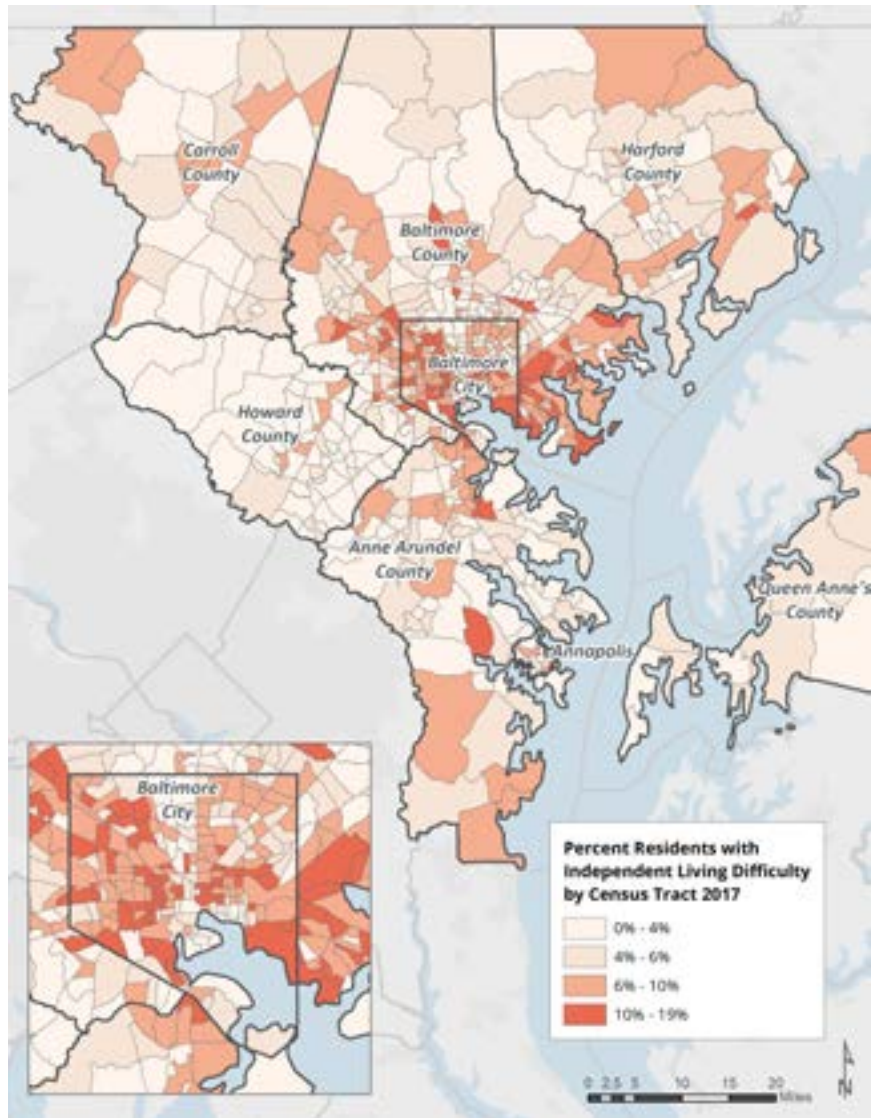 Carroll
County
Harford
County
Baltimore
County
Baltimore
City
Howard
County
Anne Arundel
County
Queen Anne's
County
Annapolis
Baltimore
City
Percent Residents with
Independent Living Difficulty
by Census Tract 2017
0% - 4%
4% - 6%
6% - 10%
10% - 19%
0 2.5 5 10 15 20
Miles
N